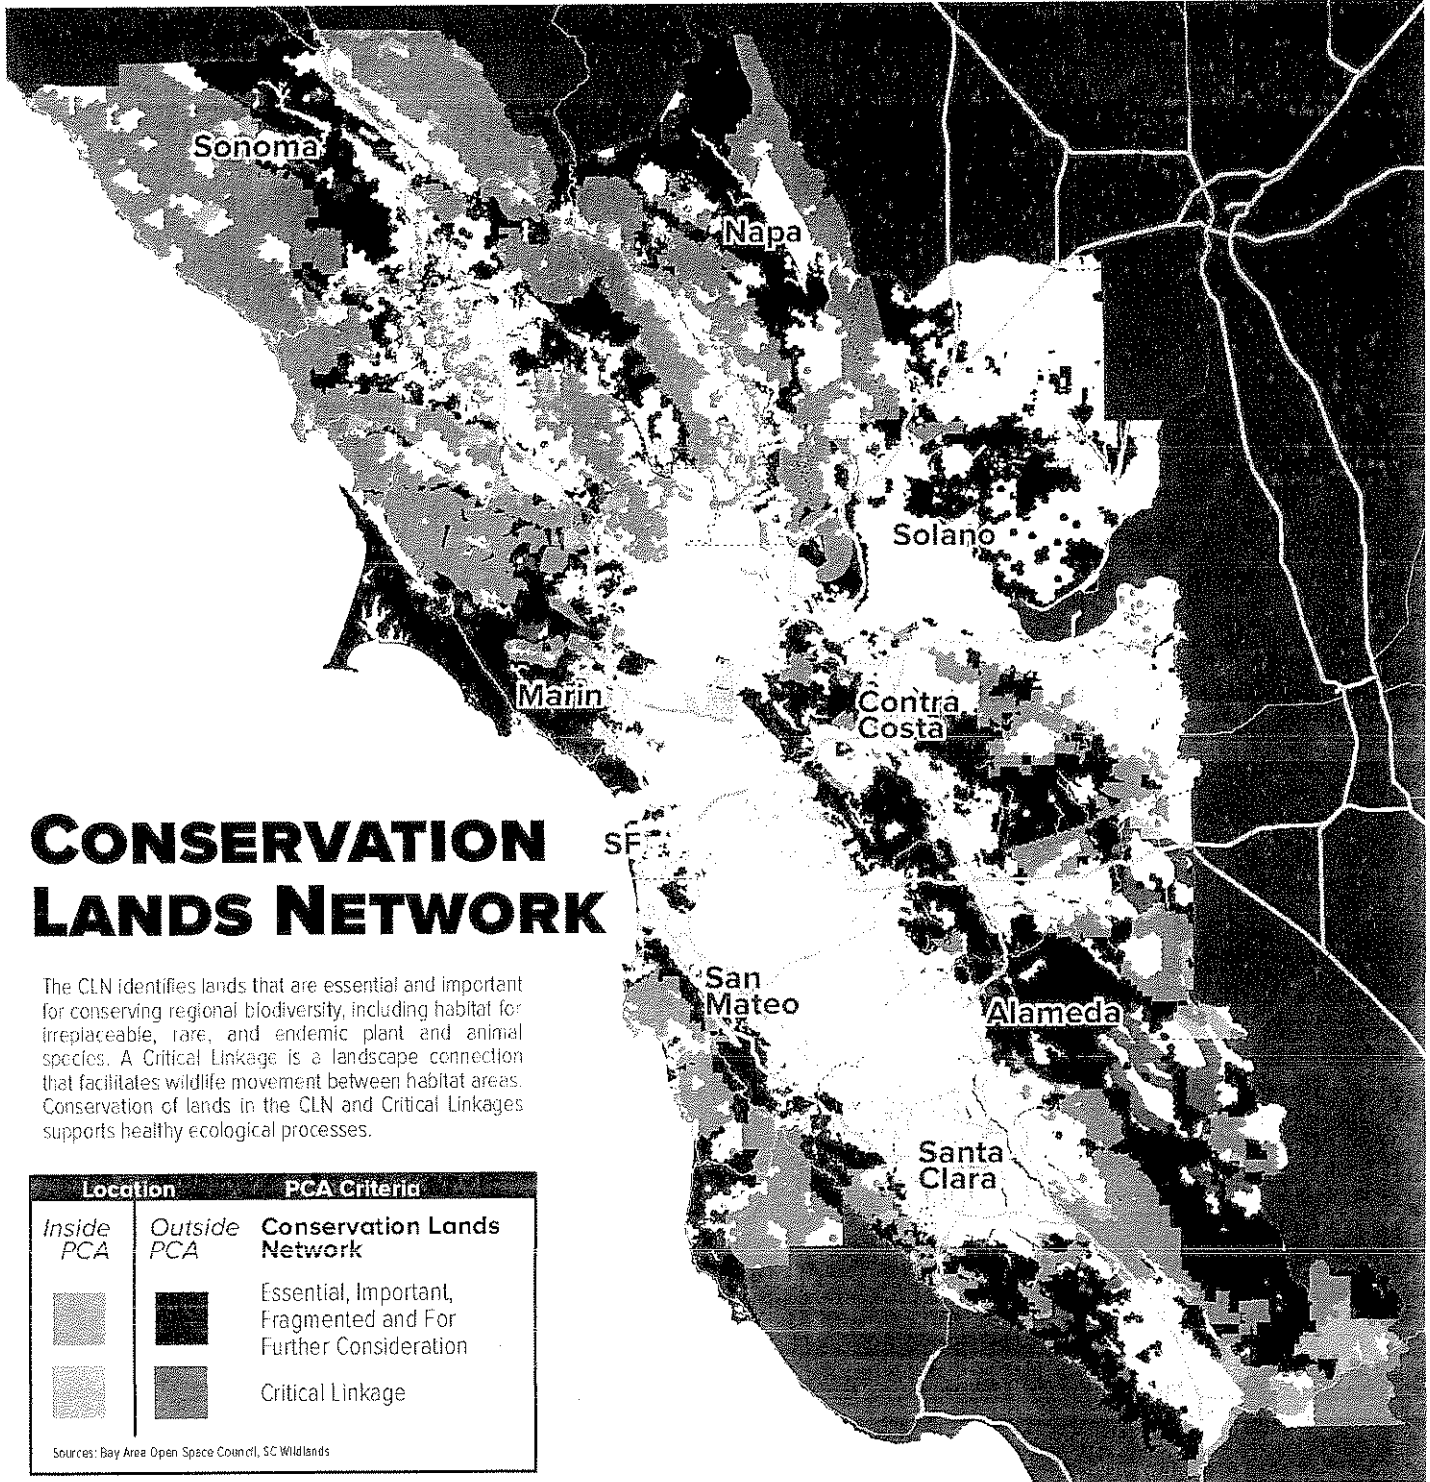 Sonoma
Napa
Solano
Marin
Contra
Costa
SF
CONSERVATION
LANDS NETWORK
San
Mateo
Alameda
The CLN identifies lands that are essential and important
for conserving regional biodiversity, including habitat for
irreplaceable, rare, and endemic plant and animal
species. A Critical Linkage is a landscape connection
that facilitates wildlife movement between habitat areas.
Conservation of lands in the CLN and Critical Linkages
supports healthy ecological processes.
Santa
Clara
Location PCA Criteria
Inside Outside Conservation Lands
PCA PCA Network
Essential, Important,
Fragmented and For
Further Consideration
Critical Linkage
Sources: Bay Area Open Space Council, SC Wildlands